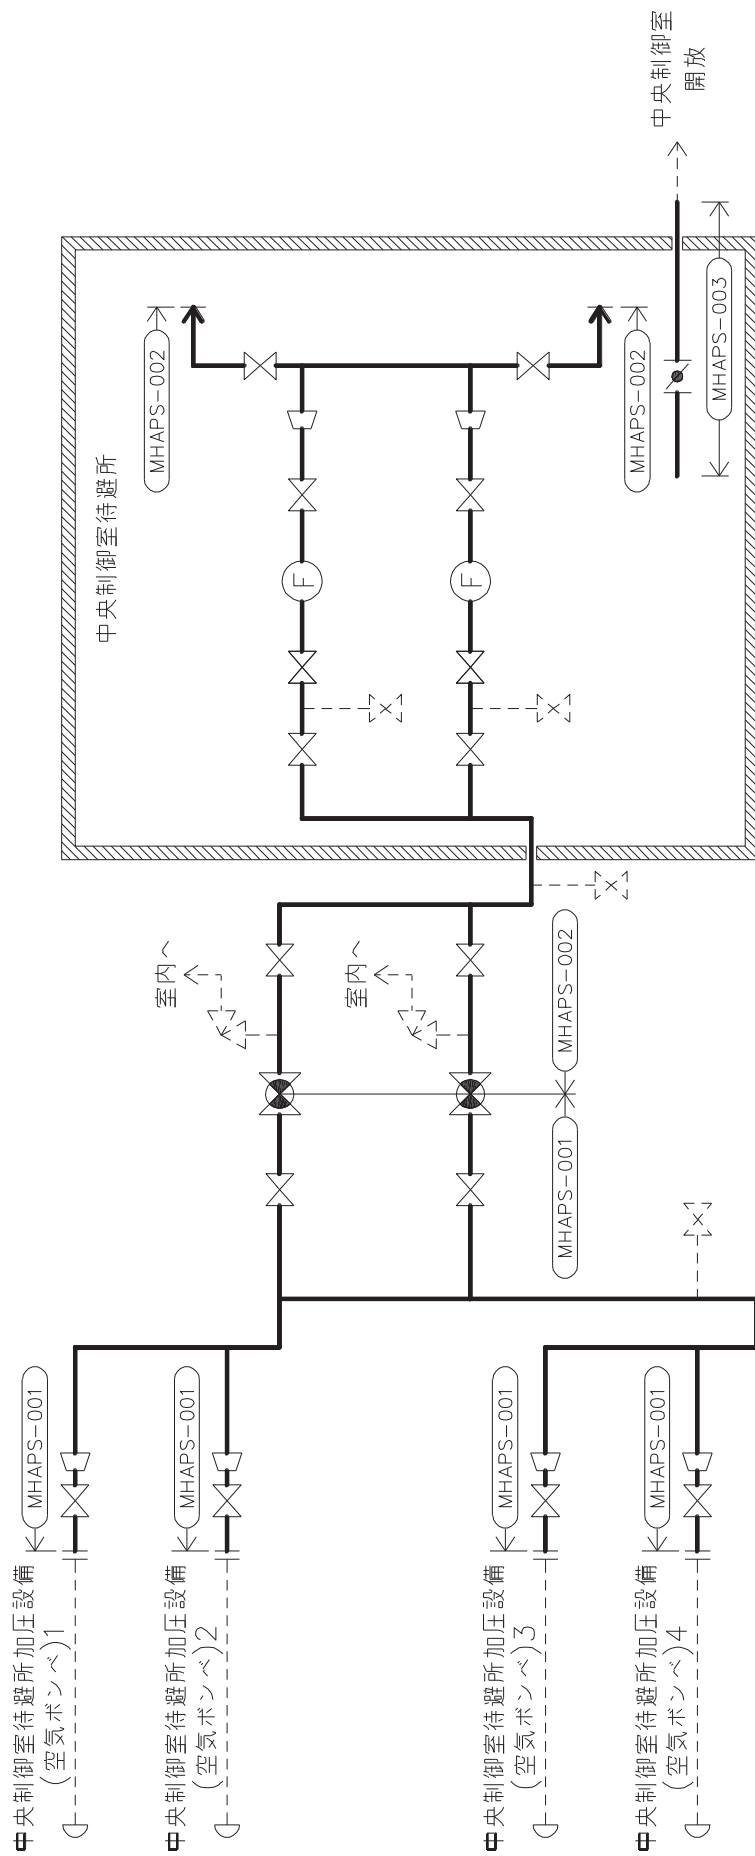 中央制御室待避所加圧設備
(空気ボンベ)1
MHAPS-001
中央制御室待避所加圧設備
(空気ボンベ)2
MHAPS-001
中央制御室待避所加圧設備
(空気ボンベ)3
MHAPS-001
中央制御室待避所加圧設備
(空気ボンベ)4
MHAPS-001
室内へ
室内へ
MHAPS-001
MHAPS-002
中央制御室待避所
F
F
MHAPS-002
MHAPS-002
MHAPS-003
中央制御室
開放